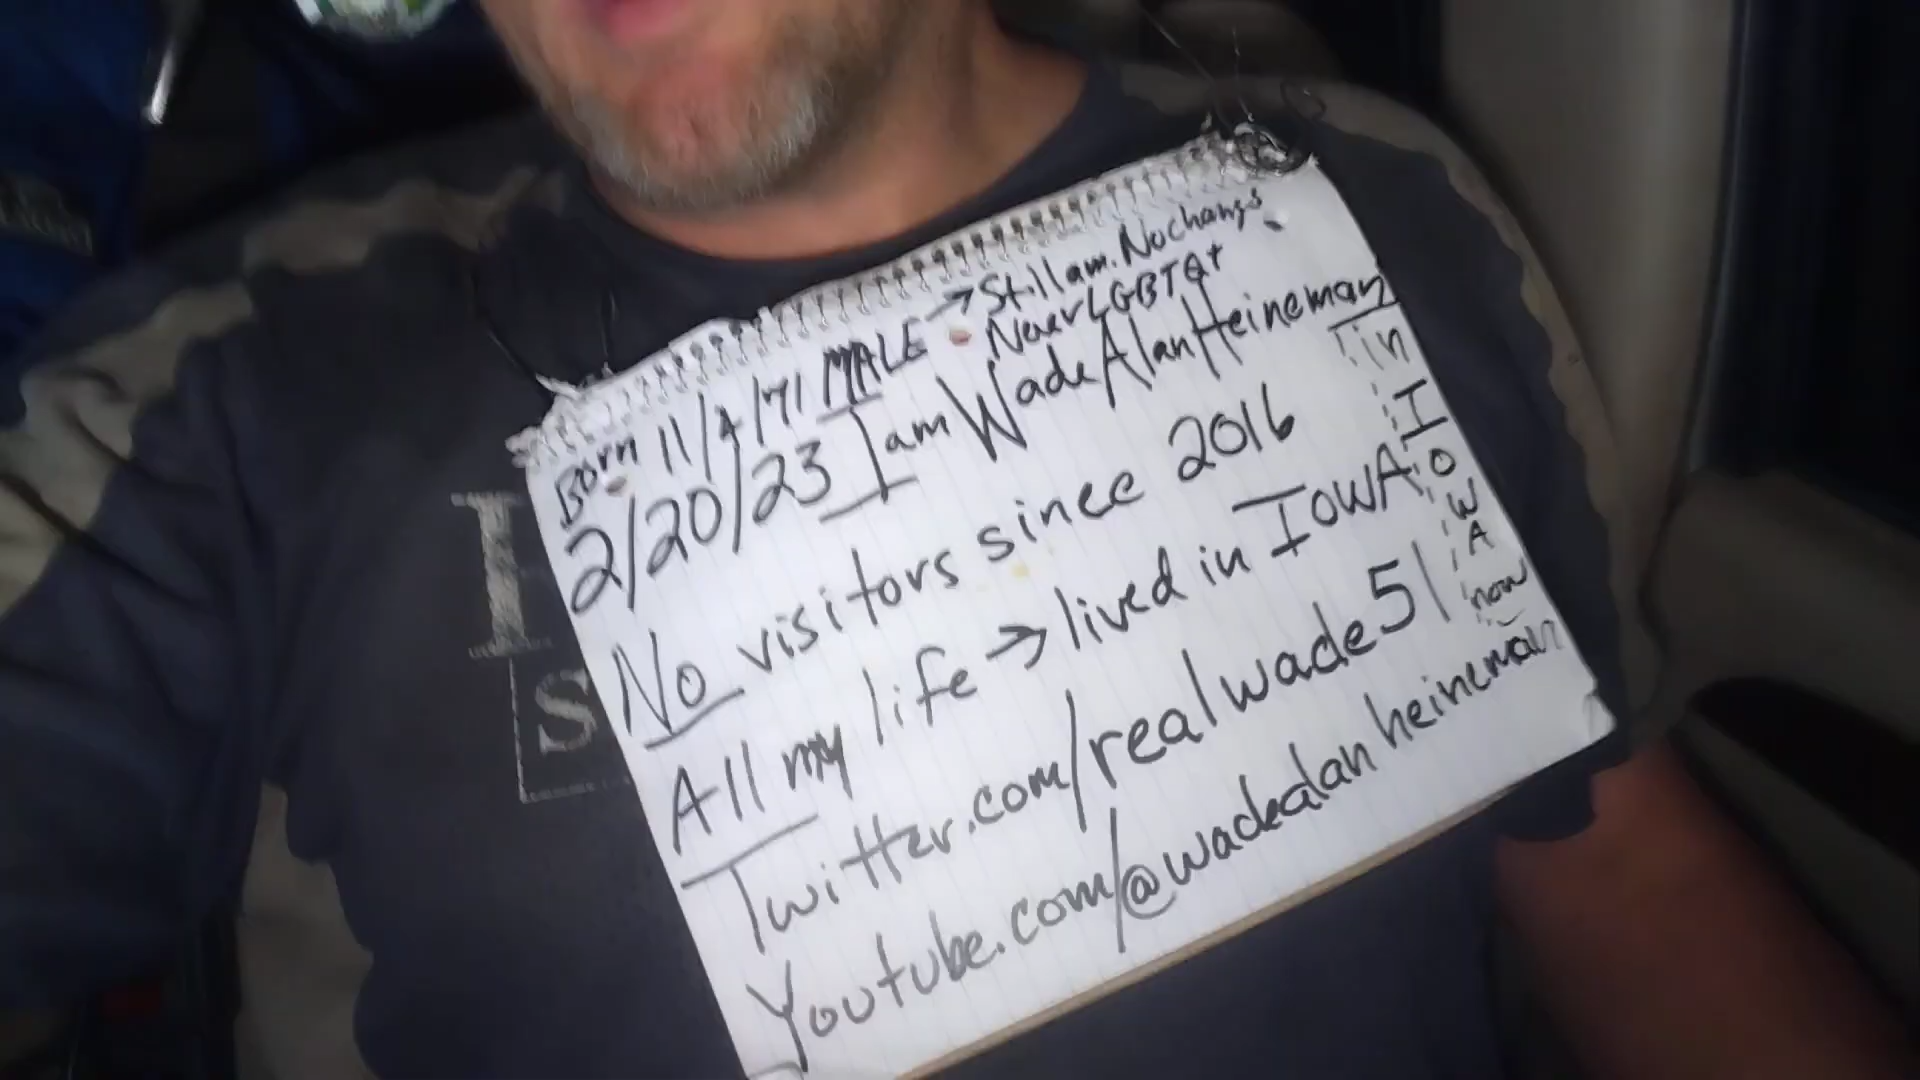 → Still am. No changs
Never LGBTQ+
Born 11/4/71 MALE
2/20/23 I am Wade Alan Heineman
No visitors since 2016
All my life → lived in IOWA
Twitter.com/realwade51
Youtube.com/@wadealanheineman
in
IOWA
now
S